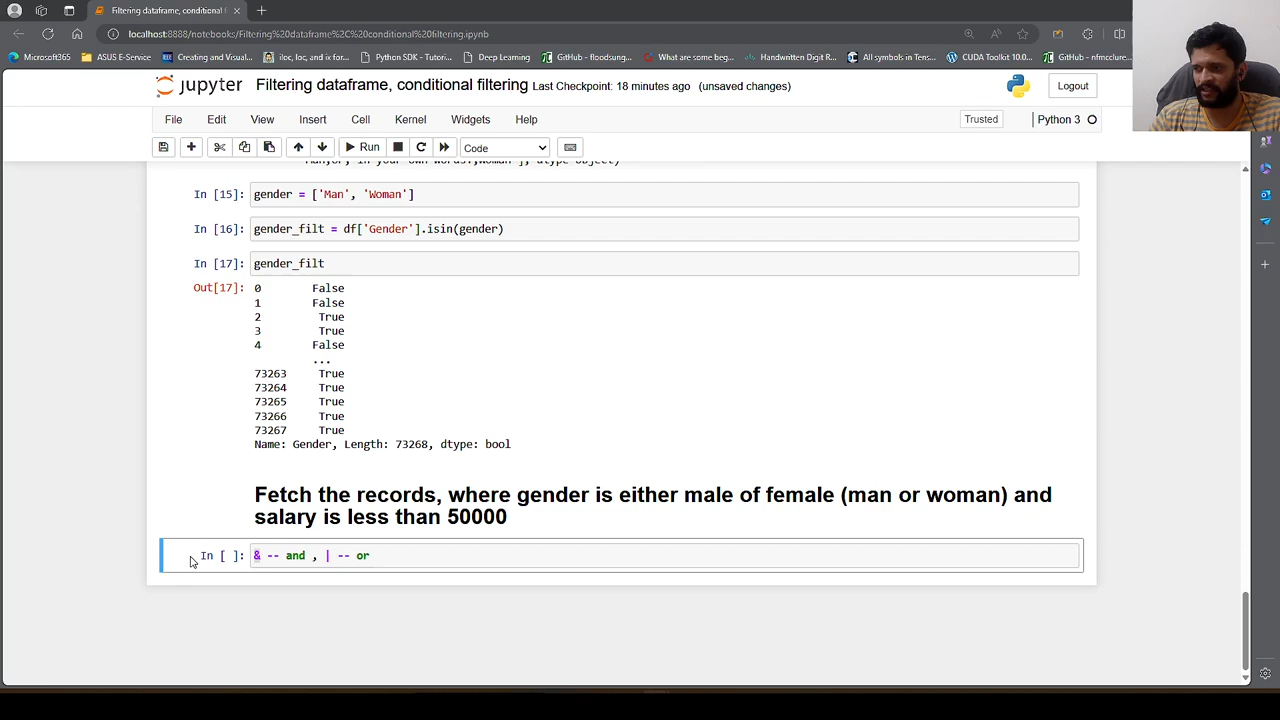 Filtering dataframe, conditional f
localhost:8888/notebooks/Filtering%20dataframe%2C%20conditional%20filtering.ipynb
Microsoft365
ASUS E-Service
Creating and Visual...
iloc, loc, and ix for...
Python SDK - Tutori...
Deep Learning
GitHub - floodsung...
What are some beg...
Handwritten Digit R...
All symbols in Tens...
CUDA Toolkit 10.0...
GitHub - nfmcclure...
jupyter Filtering dataframe, conditional filtering Last Checkpoint: 18 minutes ago (unsaved changes)
Logout
File Edit View Insert Cell Kernel Widgets Help
Trusted
Python 3
Run
Code
In [15]: gender = ['Man', 'Woman']
In [16]: gender_filt = df['Gender'].isin(gender)
In [17]: gender_filt
Out[17]: 0 False
1 False
2 True
3 True
4 False
...
73263 True
73264 True
73265 True
73266 True
73267 True
Name: Gender, Length: 73268, dtype: bool
Fetch the records, where gender is either male of female (man or woman) and
salary is less than 50000
In [ ]: & -- and , | -- or